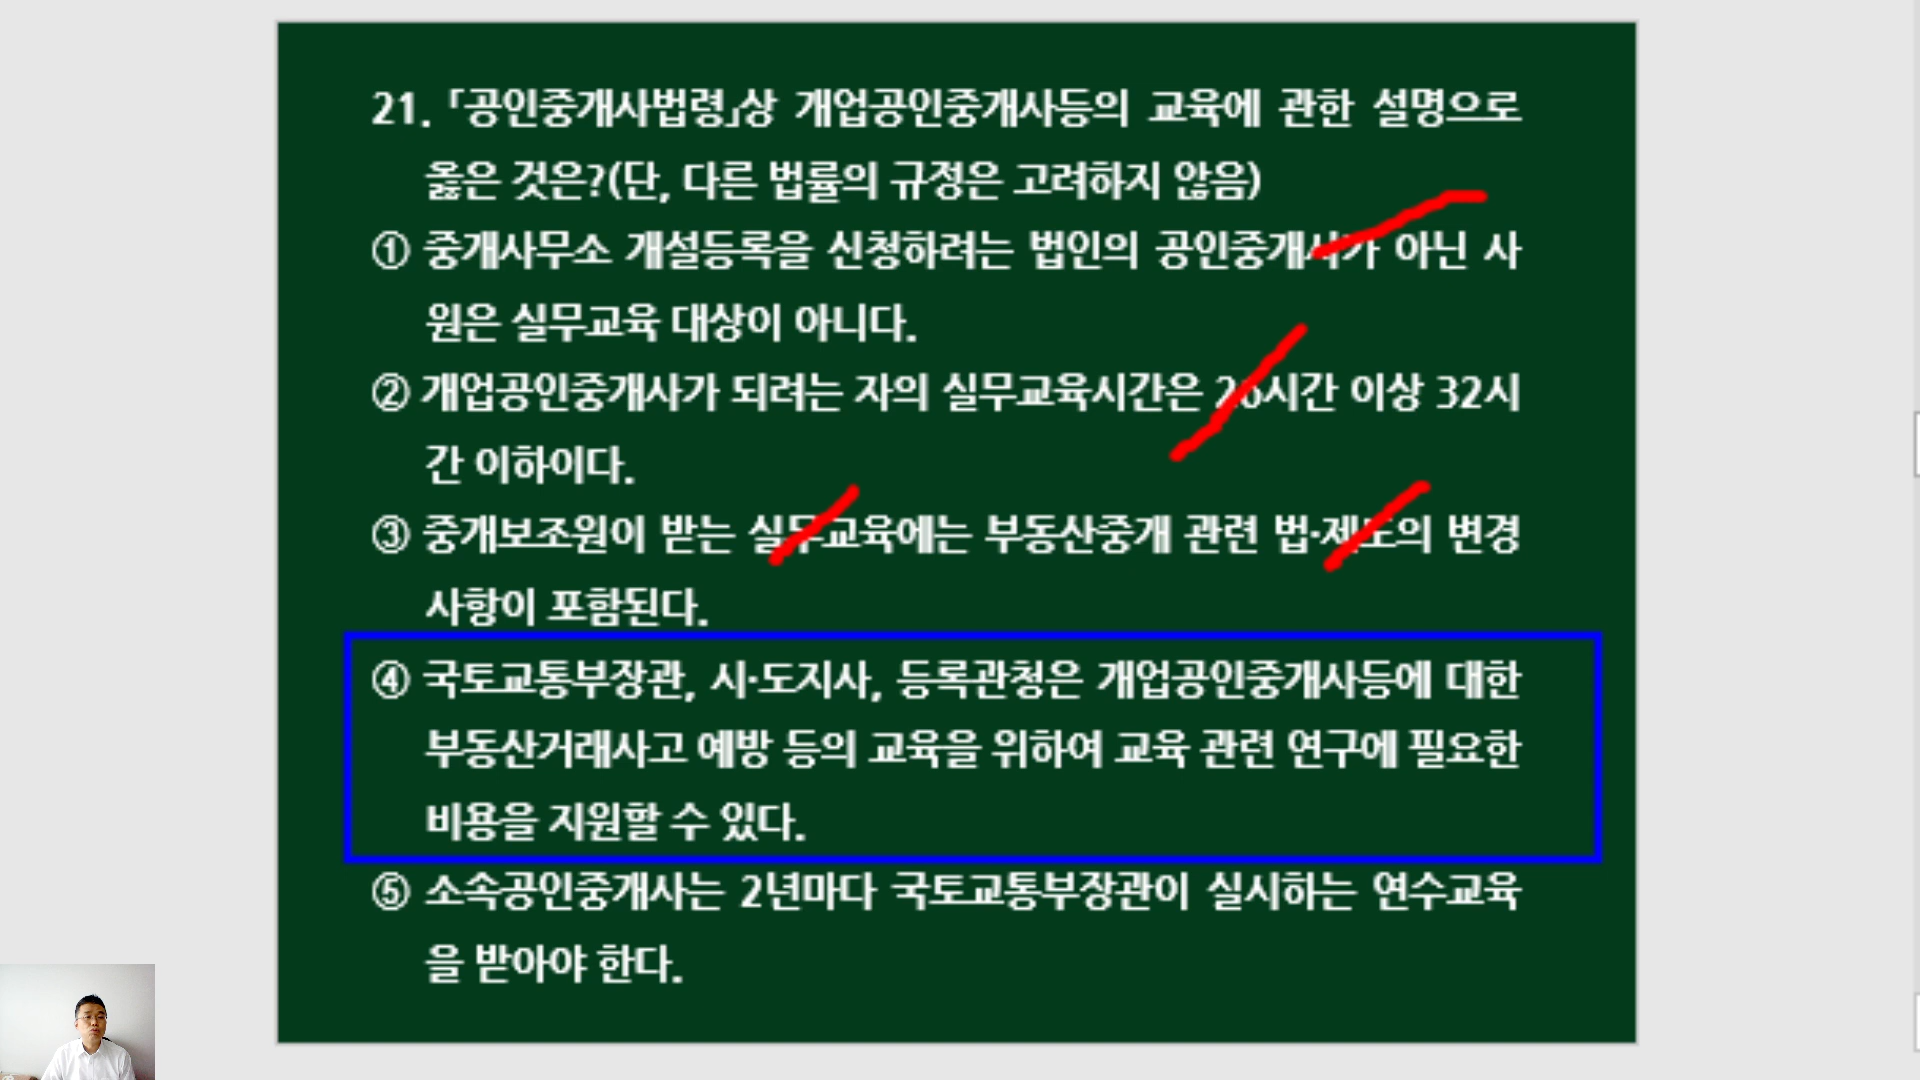 21. 「공인중개사법령」상 개업공인중개사등의 교육에 관한 설명으로
옳은 것은?(단, 다른 법률의 규정은 고려하지 않음)
① 중개사무소 개설등록을 신청하려는 법인의 공인중개사가 아닌 사
원은 실무교육 대상이 아니다.
② 개업공인중개사가 되려는 자의 실무교육시간은 26시간 이상 32시
간 이하이다.
③ 중개보조원이 받는 실무교육에는 부동산중개 관련 법·제도의 변경
사항이 포함된다.
④ 국토교통부장관, 시·도지사, 등록관청은 개업공인중개사등에 대한
부동산거래사고 예방 등의 교육을 위하여 교육 관련 연구에 필요한
비용을 지원할 수 있다.
⑤ 소속공인중개사는 2년마다 국토교통부장관이 실시하는 연수교육
을 받아야 한다.